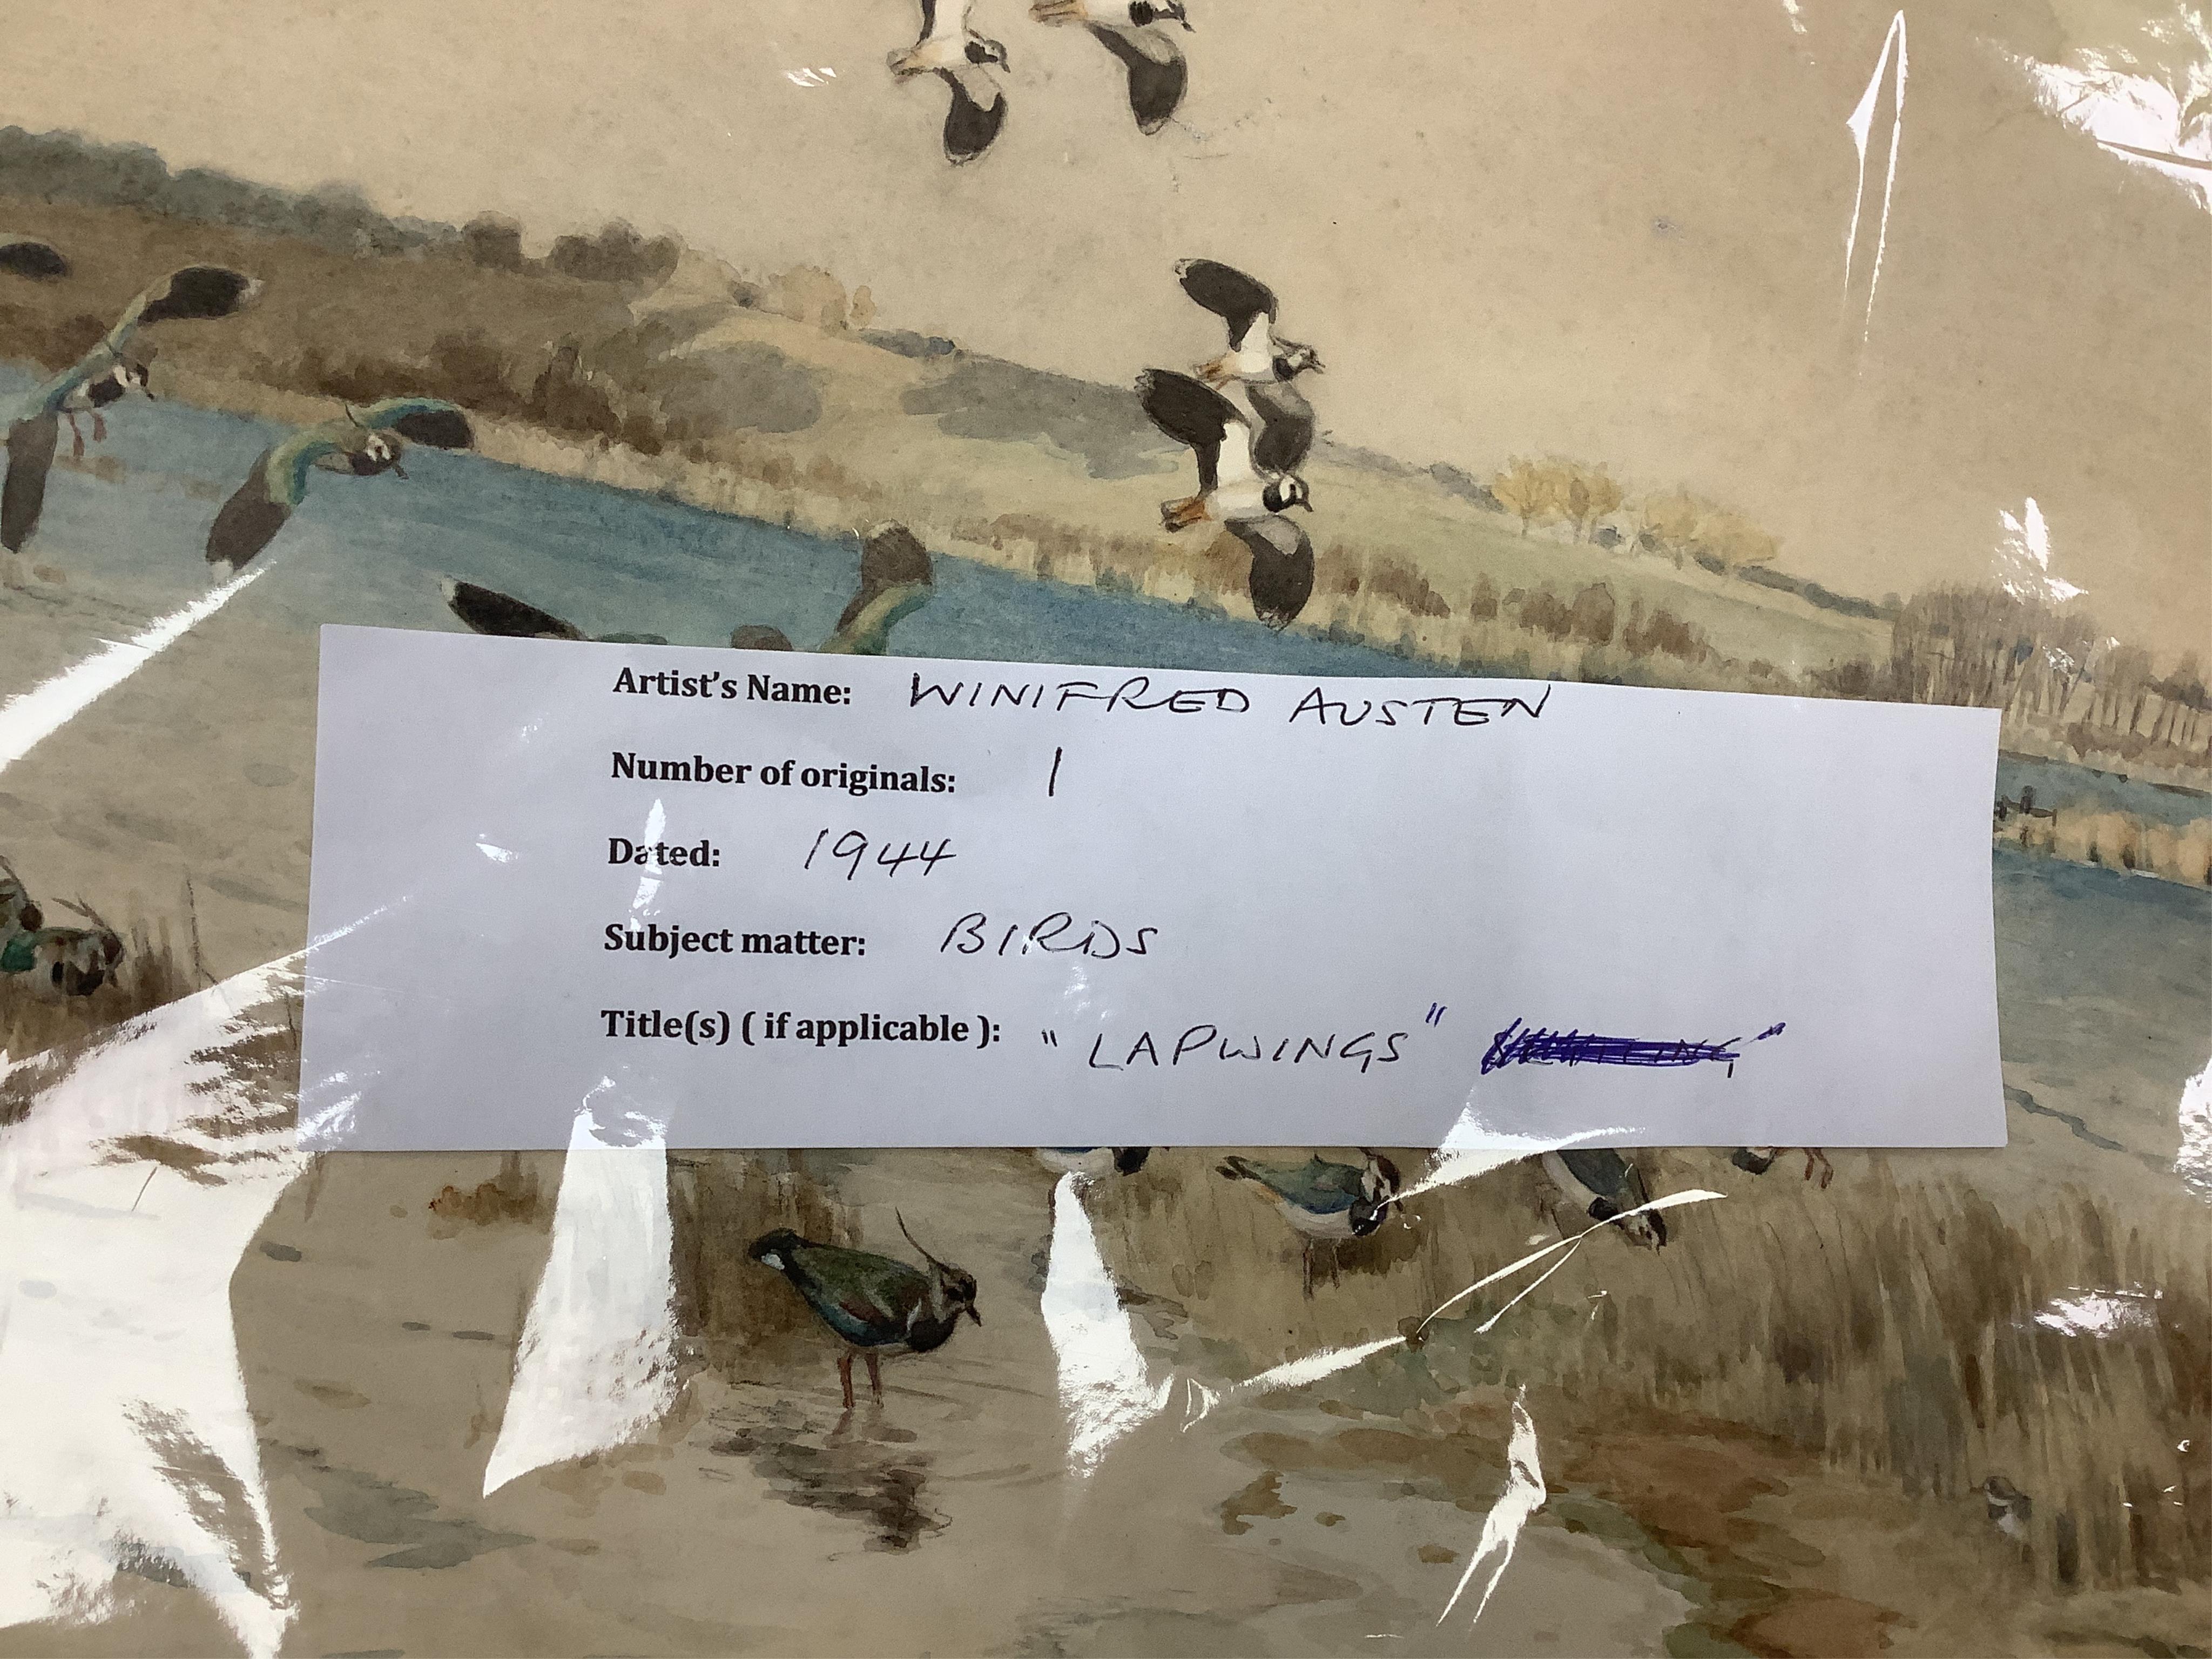 Artist's Name: WINIFRED AUSTEN
Number of originals: 1
Dated: 1944
Subject matter: BIRDS
Title(s) ( if applicable ): " LAPWINGS "